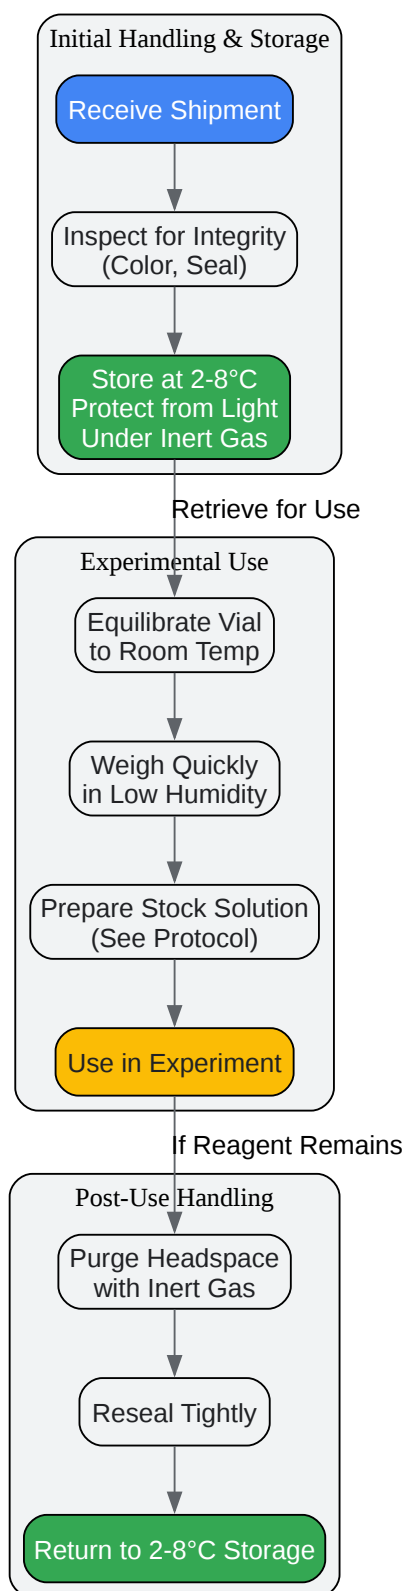 Initial Handling & Storage
Receive Shipment
Inspect for Integrity
(Color, Seal)
Store at 2-8°C
Protect from Light
Under Inert Gas
Retrieve for Use
Experimental Use
Equilibrate Vial
to Room Temp
Weigh Quickly
in Low Humidity
Prepare Stock Solution
(See Protocol)
Use in Experiment
If Reagent Remains
Post-Use Handling
Purge Headspace
with Inert Gas
Reseal Tightly
Return to 2-8°C Storage